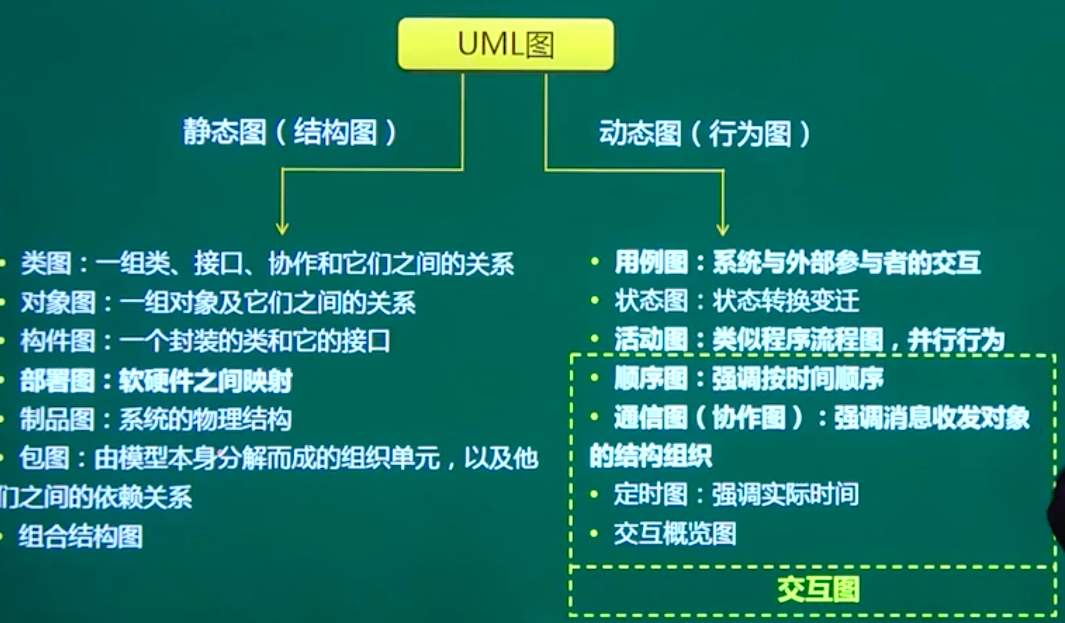 UML图
静态图（结构图）
动态图（行为图）
• 类图：一组类、接口、协作和它们之间的关系
• 对象图：一组对象及它们之间的关系
• 构件图：一个封装的类和它的接口
• 部署图：软硬件之间映射
• 制品图：系统的物理结构
• 包图：由模型本身分解而成的组织单元，以及他
们之间的依赖关系
• 组合结构图
• 用例图：系统与外部参与者的交互
• 状态图：状态转换变迁
• 活动图：类似程序流程图，并行行为
• 顺序图：强调按时间顺序
• 通信图（协作图）：强调消息收发对象
的结构组织
• 定时图：强调实际时间
• 交互概览图
交互图